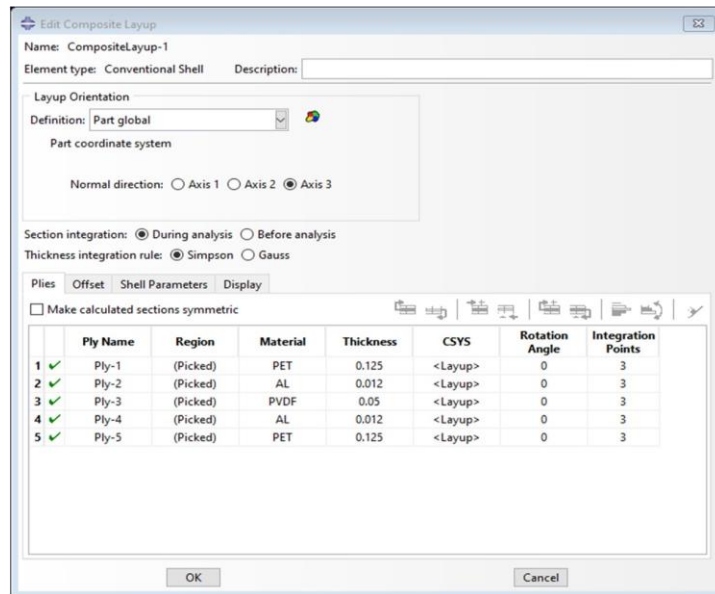 Edit Composite Layup
Name: CompositeLayup-1
Element type: Conventional Shell Description:
Layup Orientation
Definition: Part global
Part coordinate system
Normal direction: Axis 1 Axis 2 Axis 3
Section integration: During analysis Before analysis
Thickness integration rule: Simpson Gauss
Plies Offset Shell Parameters Display
Make calculated sections symmetric
Ply Name Region Material Thickness CSYS Rotation Angle Integration Points
1 Ply-1 (Picked) PET 0.125 <Layup> 0 3
2 Ply-2 (Picked) AL 0.012 <Layup> 0 3
3 Ply-3 (Picked) PVDF 0.05 <Layup> 0 3
4 Ply-4 (Picked) AL 0.012 <Layup> 0 3
5 Ply-5 (Picked) PET 0.125 <Layup> 0 3
OK Cancel